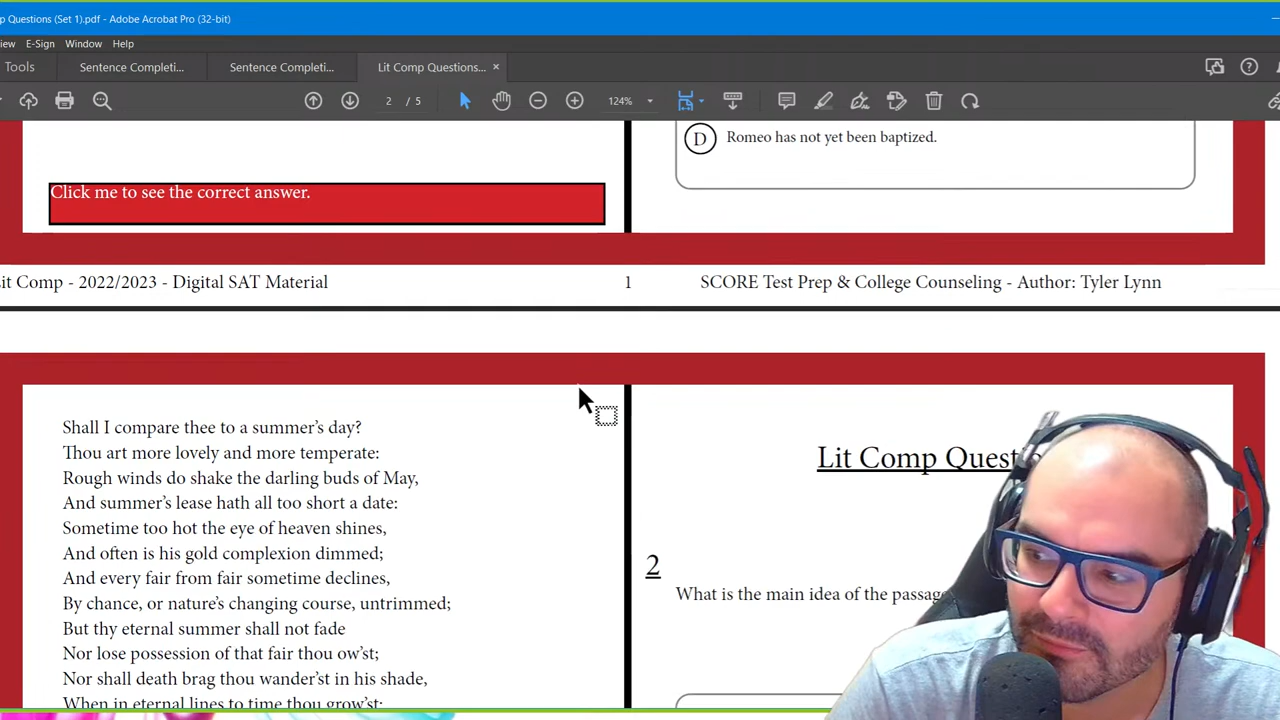 p Questions (Set 1).pdf - Adobe Acrobat Pro (32-bit)
iew E-Sign Window Help
Tools Sentence Completi... Sentence Completi... Lit Comp Questions... ×
2 / 5 124%
D Romeo has not yet been baptized.
Click me to see the correct answer.
it Comp - 2022/2023 - Digital SAT Material 1 SCORE Test Prep & College Counseling - Author: Tyler Lynn
Shall I compare thee to a summer's day?
Thou art more lovely and more temperate:
Rough winds do shake the darling buds of May,
And summer's lease hath all too short a date:
Sometime too hot the eye of heaven shines,
And often is his gold complexion dimmed;
And every fair from fair sometime declines,
By chance, or nature's changing course, untrimmed;
But thy eternal summer shall not fade
Nor lose possession of that fair thou ow'st;
Nor shall death brag thou wander'st in his shade,
When in eternal lines to time thou grow'st:
Lit Comp Quest
2
What is the main idea of the passag